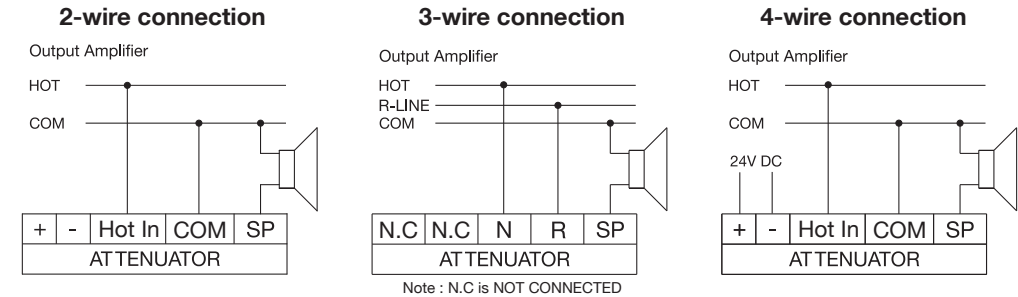 2-wire connection
Output Amplifier
HOT
COM
+ - Hot In COM SP
ATTENUATOR
3-wire connection
Output Amplifier
HOT
R-LINE
COM
N.C N.C N R SP
ATTENUATOR
Note : N.C is NOT CONNECTED
4-wire connection
Output Amplifier
HOT
COM
24V DC
+ - Hot In COM SP
ATTENUATOR